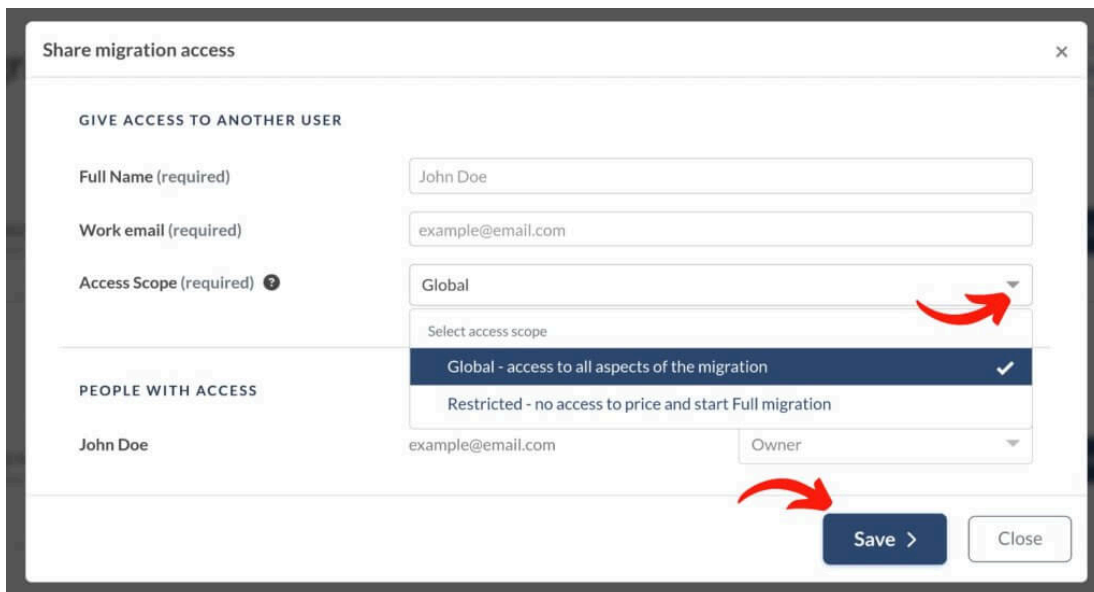 Share migration access ×
GIVE ACCESS TO ANOTHER USER
Full Name (required) John Doe
Work email (required) example@email.com
Access Scope (required) ? Global
Select access scope
Global - access to all aspects of the migration
Restricted - no access to price and start Full migration
PEOPLE WITH ACCESS
John Doe example@email.com Owner
Save > Close